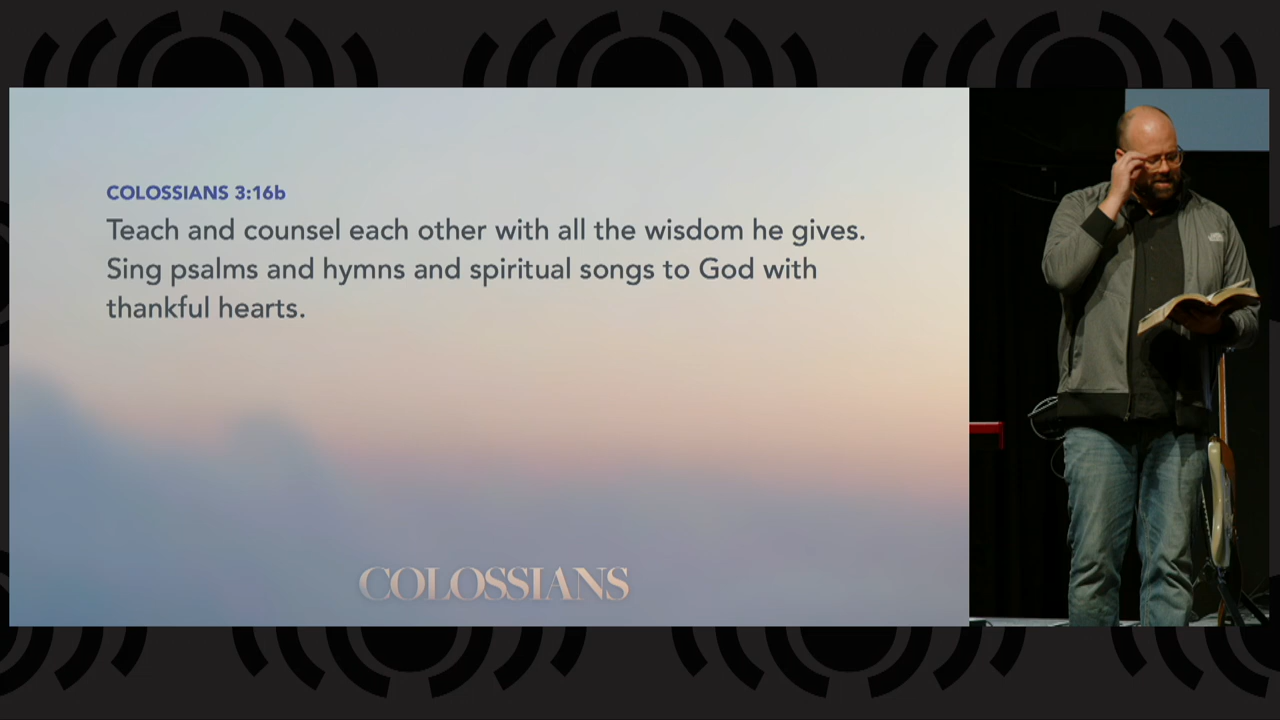 COLOSSIANS 3:16b
Teach and counsel each other with all the wisdom he gives.
Sing psalms and hymns and spiritual songs to God with
thankful hearts.
COLOSSIANS